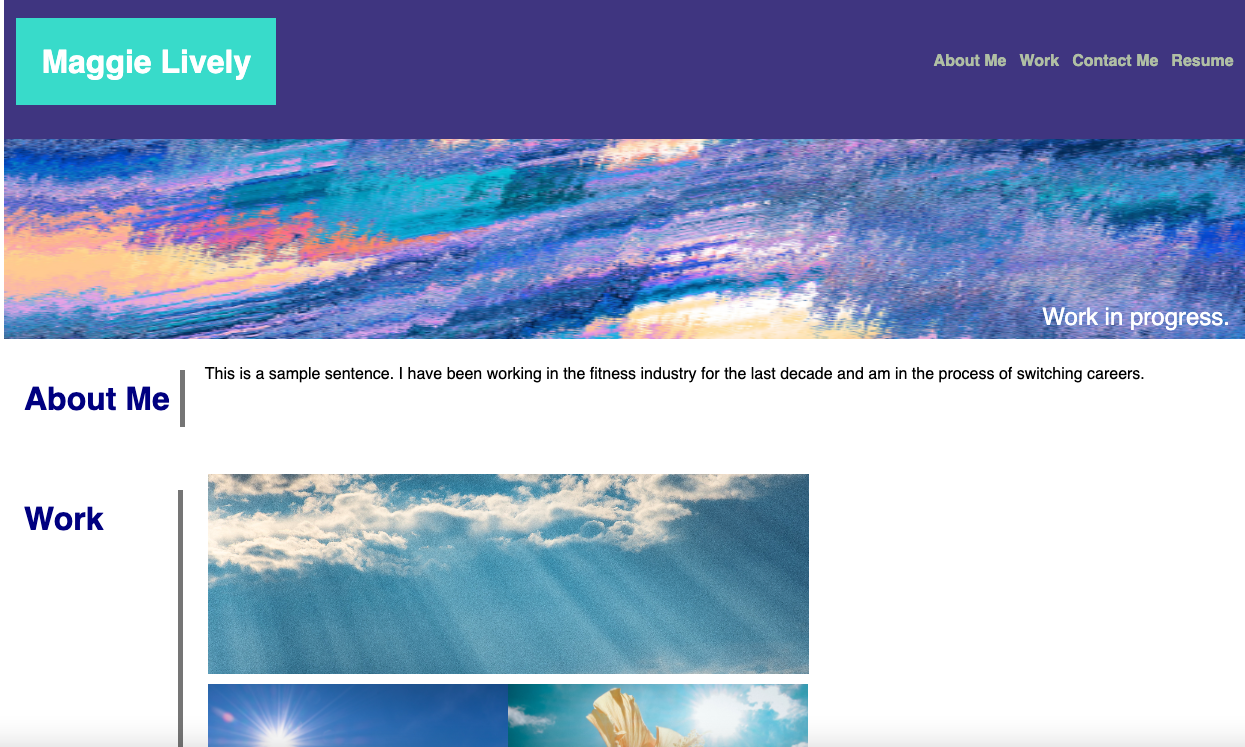 Maggie Lively
About Me Work Contact Me Resume
Work in progress.
About Me
This is a sample sentence. I have been working in the fitness industry for the last decade and am in the process of switching careers.
Work